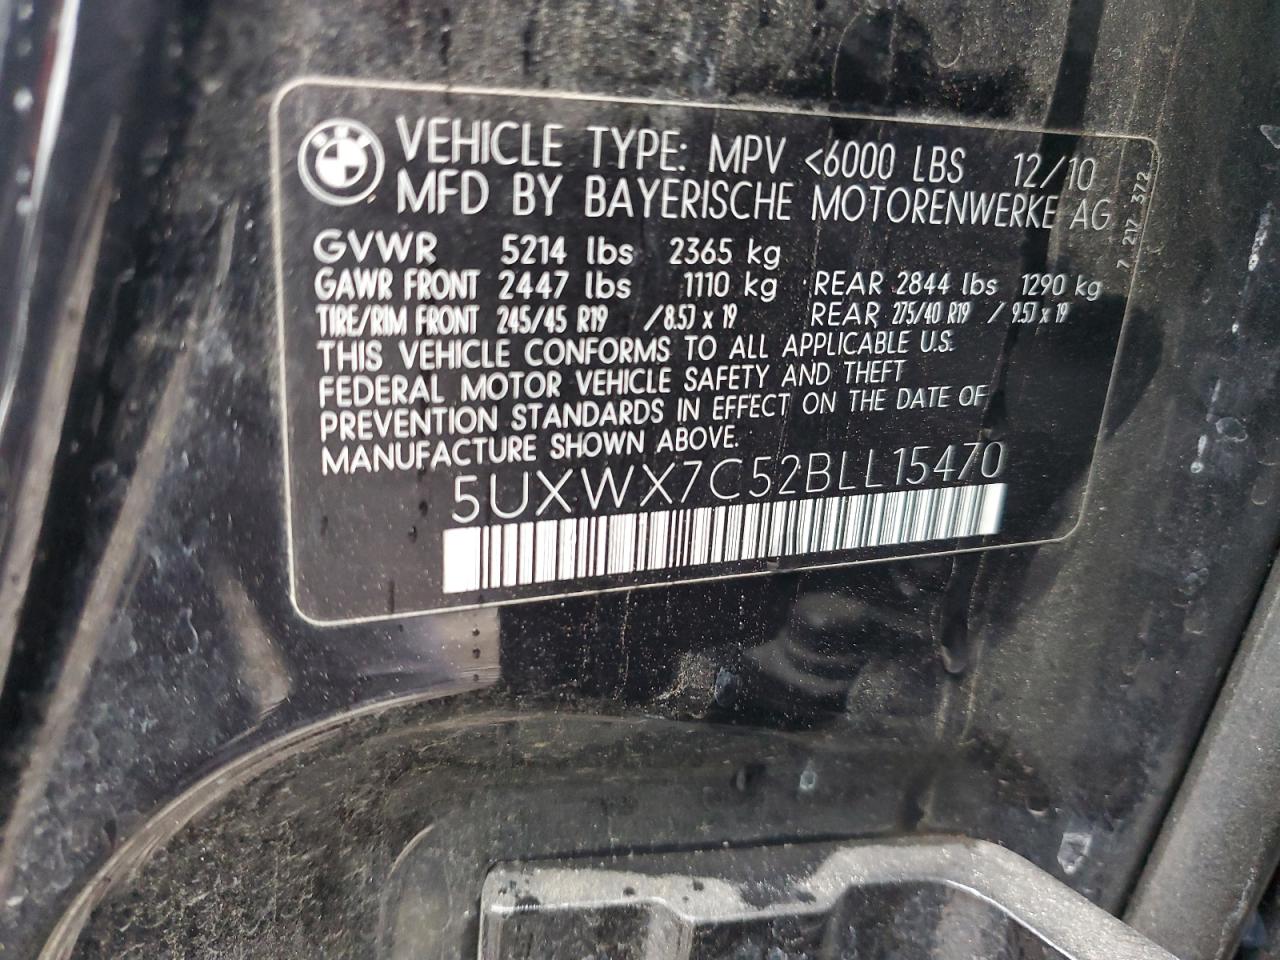 VEHICLE TYPE: MPV <6000 LBS 12/10
MFD BY BAYERISCHE MOTORENWERKE AG
GVWR 5214 lbs 2365 kg
GAWR FRONT 2447 lbs 1110 kg REAR 2844 lbs 1290 kg
TIRE/RIM FRONT 245/45 R19 /8.5J x 19 REAR 275/40 R19 / 9.5J x 19
THIS VEHICLE CONFORMS TO ALL APPLICABLE U.S.
FEDERAL MOTOR VEHICLE SAFETY AND THEFT
PREVENTION STANDARDS IN EFFECT ON THE DATE OF
MANUFACTURE SHOWN ABOVE.
5UXWX7C52BLL15470
7 217 372